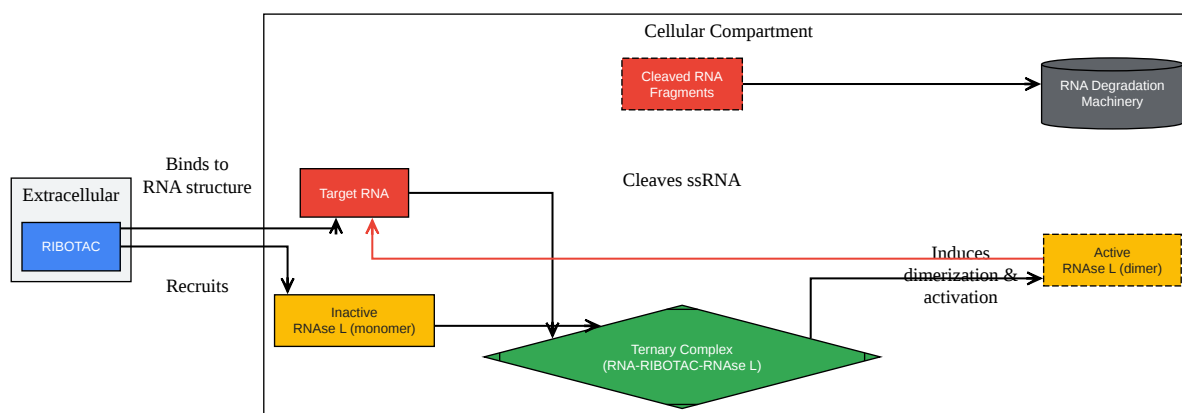 Cellular Compartment
Cleaved RNA
Fragments
RNA Degradation
Machinery
Binds to
RNA structure
Extracellular
RIBOTAC
Target RNA
Cleaves ssRNA
Recruits
Inactive
RNAse L (monomer)
Ternary Complex
(RNA-RIBOTAC-RNAse L)
Induces
dimerization &
activation
Active
RNAse L (dimer)